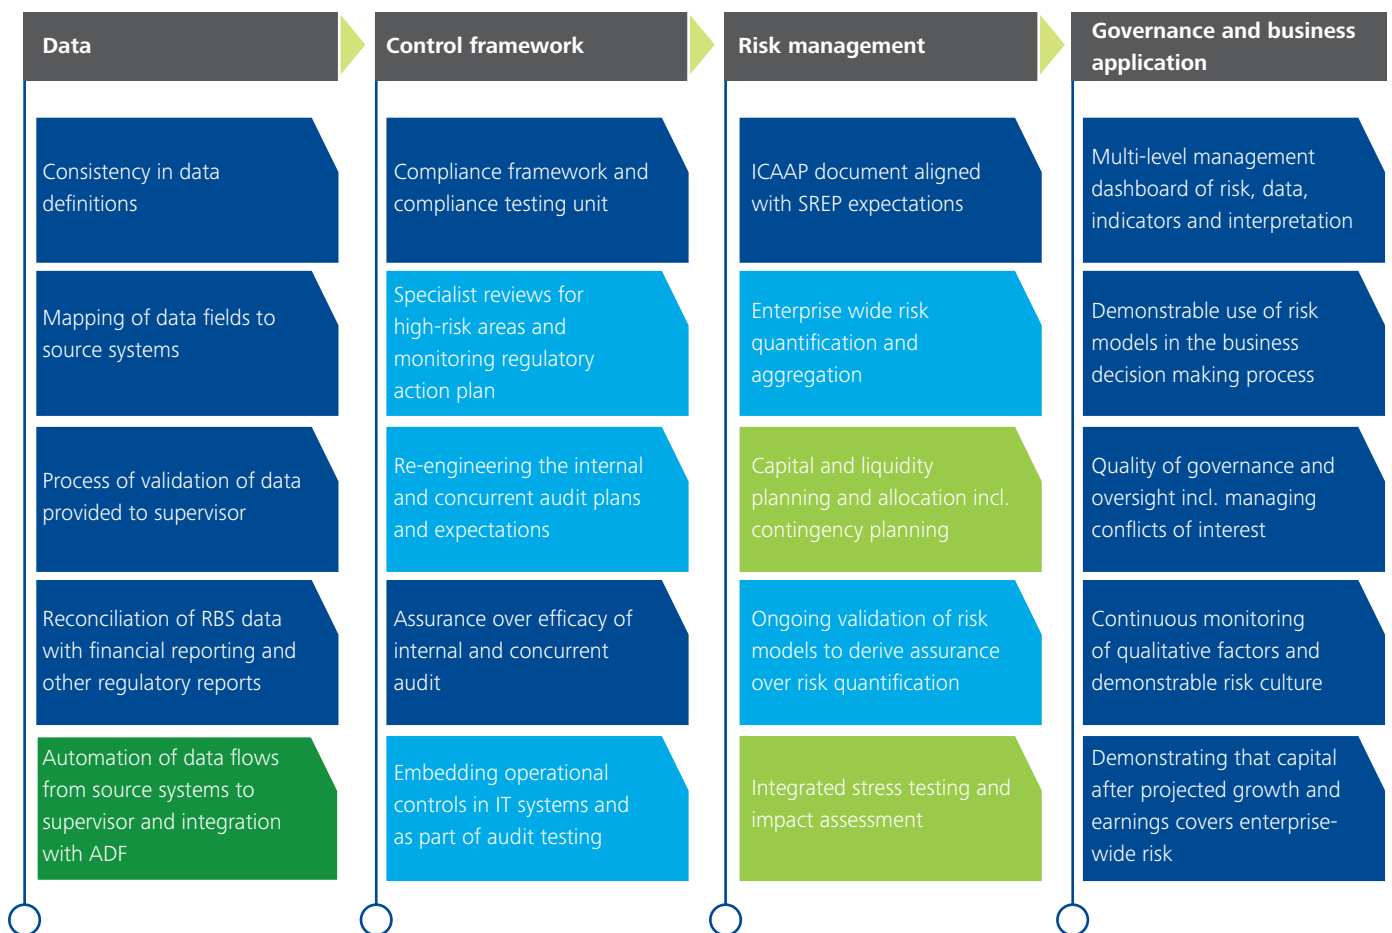 Data
Consistency in data
definitions
Mapping of data fields to
source systems
Process of validation of data
provided to supervisor
Reconciliation of RBS data
with financial reporting and
other regulatory reports
Automation of data flows
from source systems to
supervisor and integration
with ADF
Control framework
Compliance framework and
compliance testing unit
Specialist reviews for
high-risk areas and
monitoring regulatory
action plan
Re-engineering the internal
and concurrent audit plans
and expectations
Assurance over efficacy of
internal and concurrent
audit
Embedding operational
controls in IT systems and
as part of audit testing
Risk management
ICAAP document aligned
with SREP expectations
Enterprise wide risk
quantification and
aggregation
Capital and liquidity
planning and allocation incl.
contingency planning
Ongoing validation of risk
models to derive assurance
over risk quantification
Integrated stress testing and
impact assessment
Governance and business
application
Multi-level management
dashboard of risk, data,
indicators and interpretation
Demonstrable use of risk
models in the business
decision making process
Quality of governance and
oversight incl. managing
conflicts of interest
Continuous monitoring
of qualitative factors and
demonstrable risk culture
Demonstrating that capital
after projected growth and
earnings covers enterprise-
wide risk